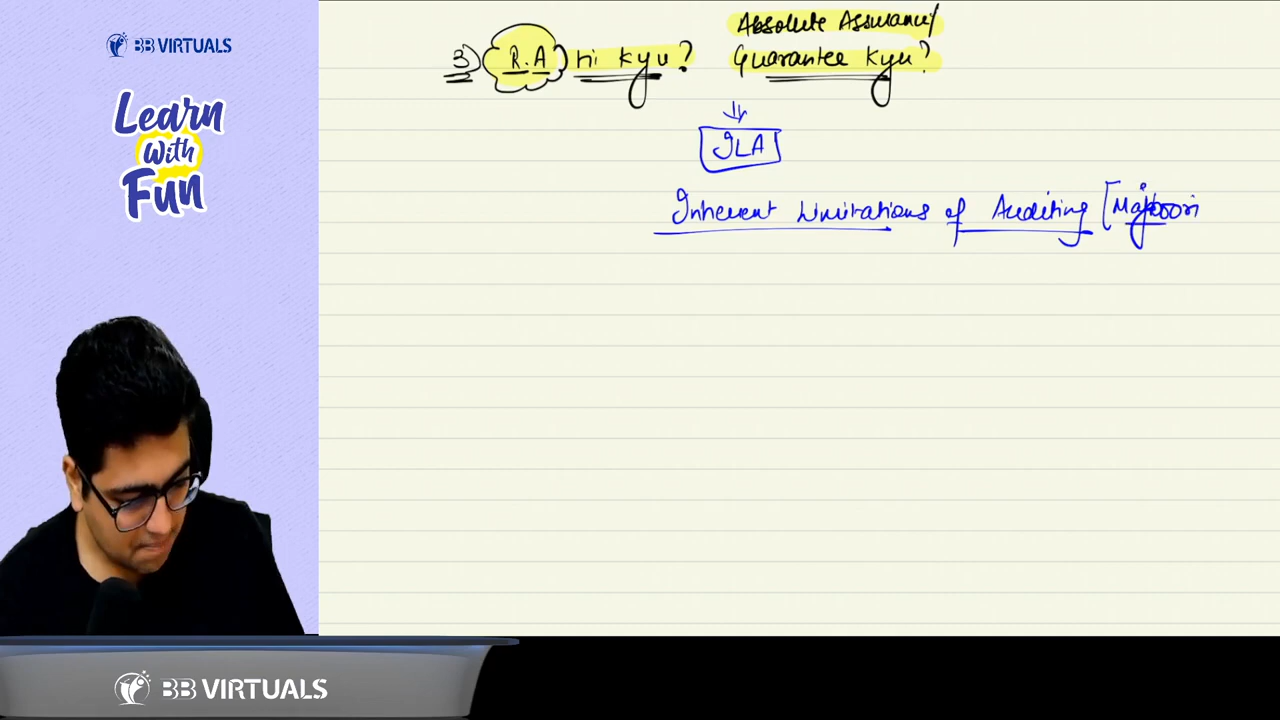 BB VIRTUALS
Learn
With
Fun
3) R.A hi kyu?
Absolute Assurance/
Guarantee kyu?
ILA
Inherent Limitations of Auditing [Majboori
BB VIRTUALS